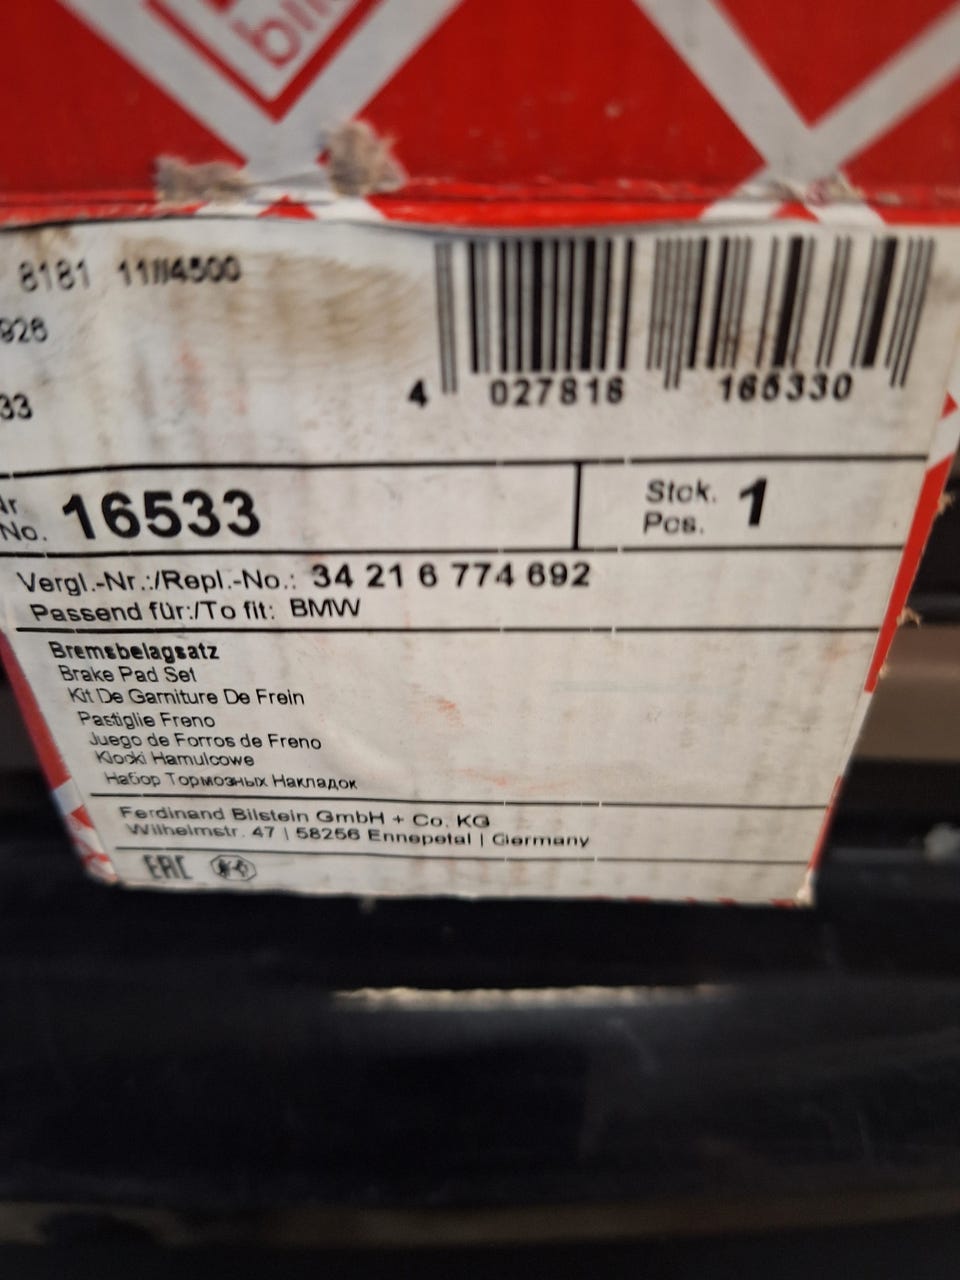 8181 11//4500
926
33
4 027816 165330
Nr
No. 16533
Stck.
Pcs. 1
Vergl.-Nr.:/Repl.-No.: 34 21 6 774 692
Passend für:/To fit: BMW
Bremsbelagsatz
Brake Pad Set
Kit De Garniture De Frein
Pastiglie Freno
Juego de Forros de Freno
Klocki Hamulcowe
Набор Тормозных Накладок
Ferdinand Bilstein GmbH + Co. KG
Wilhelmstr. 47 | 58256 Ennepetal | Germany
EAC